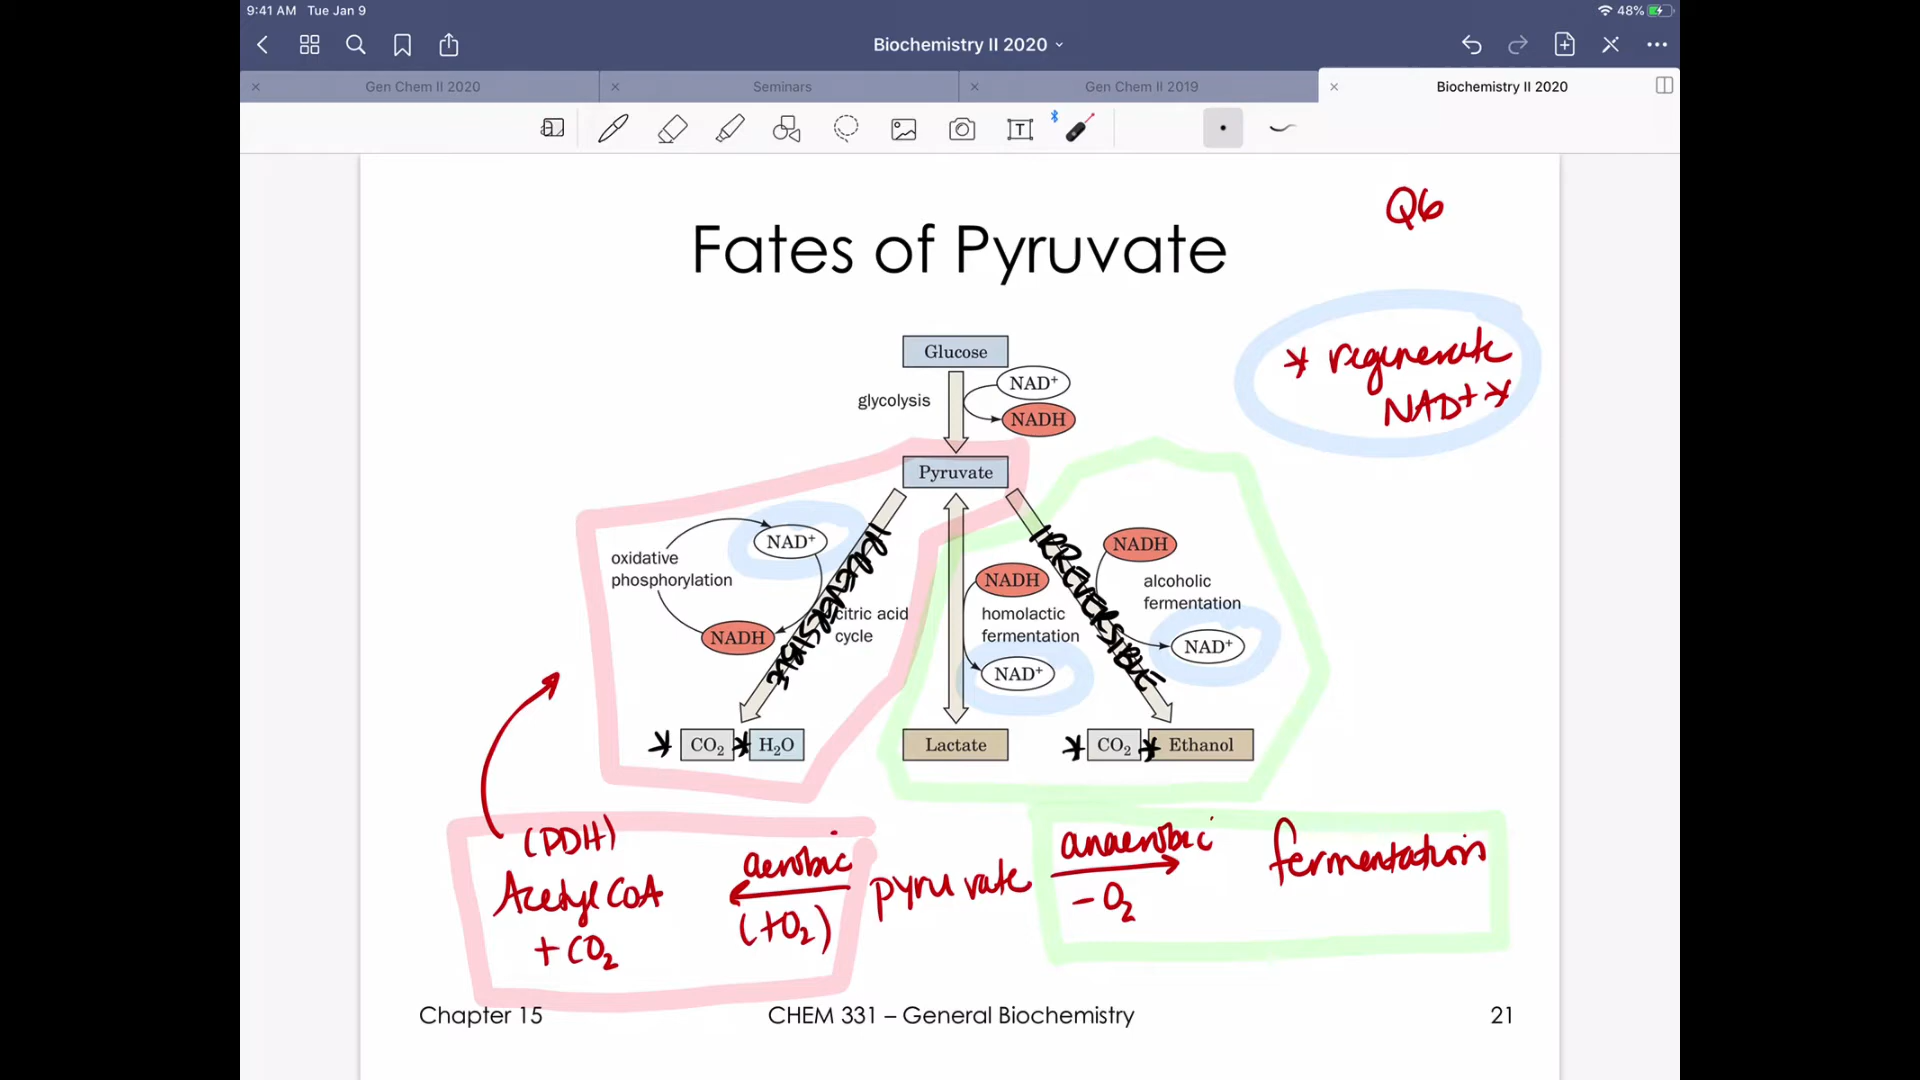 9:41 AM Tue Jan 9
48%
Biochemistry II 2020
Gen Chem II 2020
Seminars
Gen Chem II 2019
Biochemistry II 2020
T
Q6
Fates of Pyruvate
* regenerate
NAD+ *
Glucose
glycolysis
NAD⁺
NADH
Pyruvate
oxidative
phosphorylation
NAD⁺
NADH
IRREVERSIBLE
citric acid
cycle
NADH
homolactic
fermentation
NAD⁺
IRREVERSIBLE
NADH
alcoholic
fermentation
NAD⁺
* CO₂ * H₂O
Lactate
* CO₂ * Ethanol
(PDH)
Acetyl CoA
+ CO₂
aerobic
(+O₂)
pyruvate
anaerobic
- O₂
fermentation
Chapter 15
CHEM 331 – General Biochemistry
21